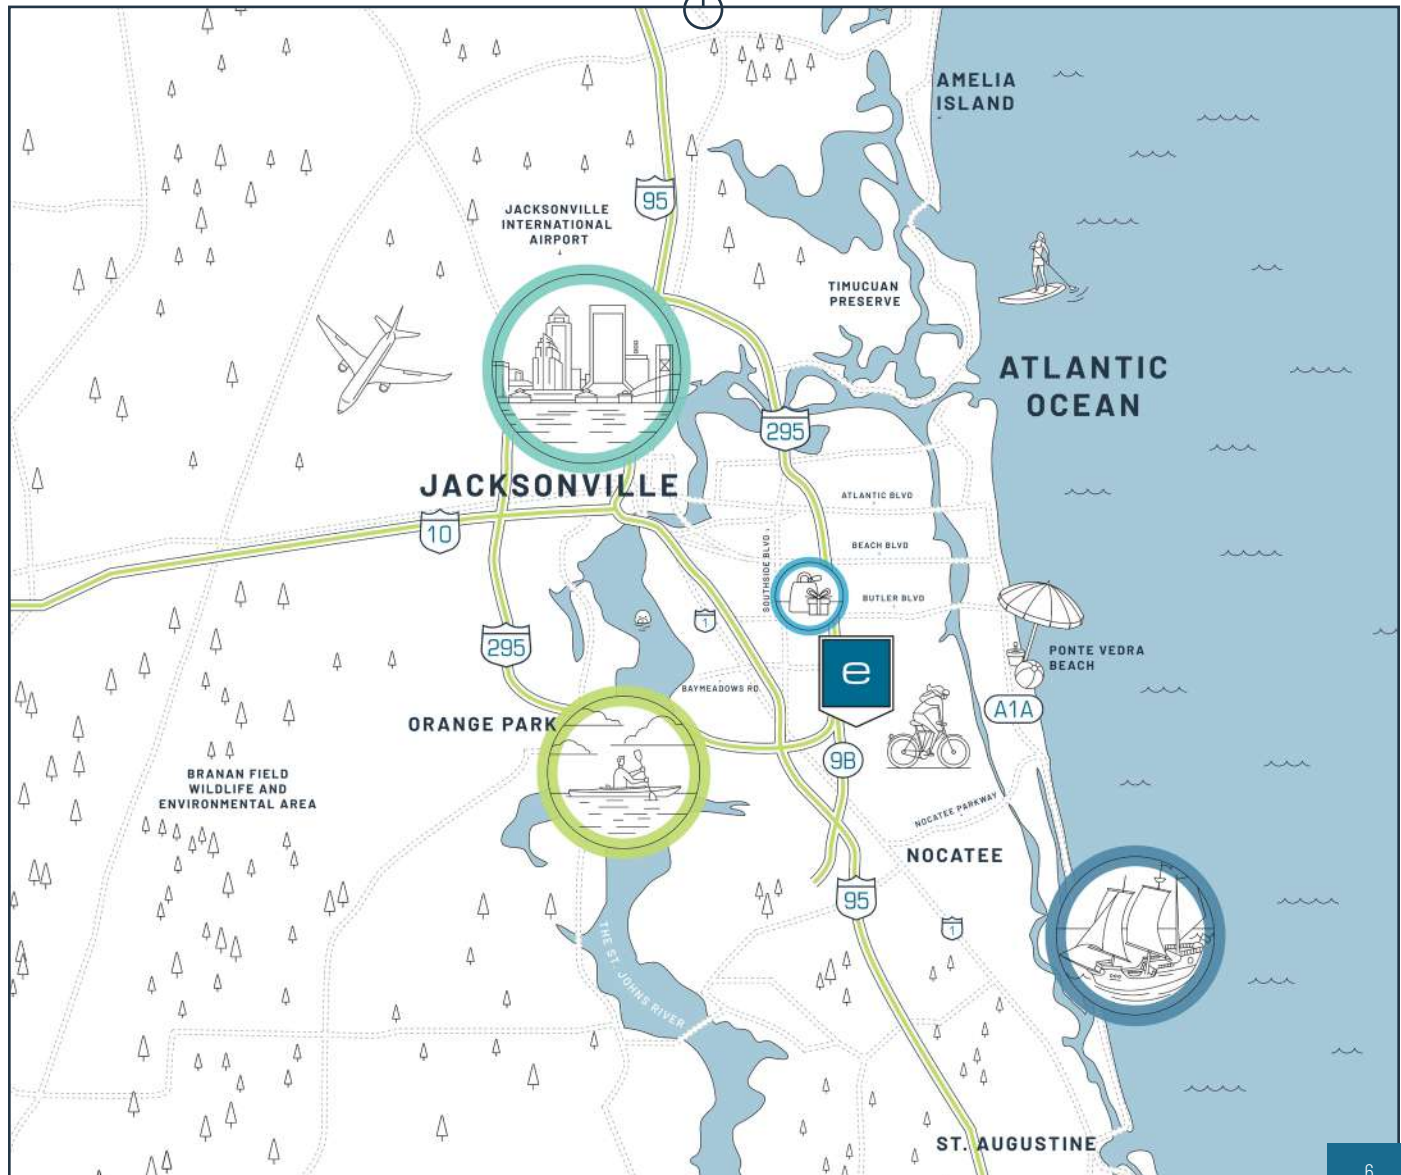 AMELIA
ISLAND
95
JACKSONVILLE
INTERNATIONAL
AIRPORT
TIMUCUAN
PRESERVE
ATLANTIC
OCEAN
295
JACKSONVILLE
ATLANTIC BLVD
10
BEACH BLVD
SOUTHSIDE BLVD
BUTLER BLVD
1
295
PONTE VEDRA
BEACH
e
BAYMEADOWS RD.
A1A
ORANGE PARK
9B
BRANAN FIELD
WILDLIFE AND
ENVIRONMENTAL AREA
NOCATEE PARKWAY
NOCATEE
95
1
THE ST. JOHNS RIVER
ST. AUGUSTINE
6